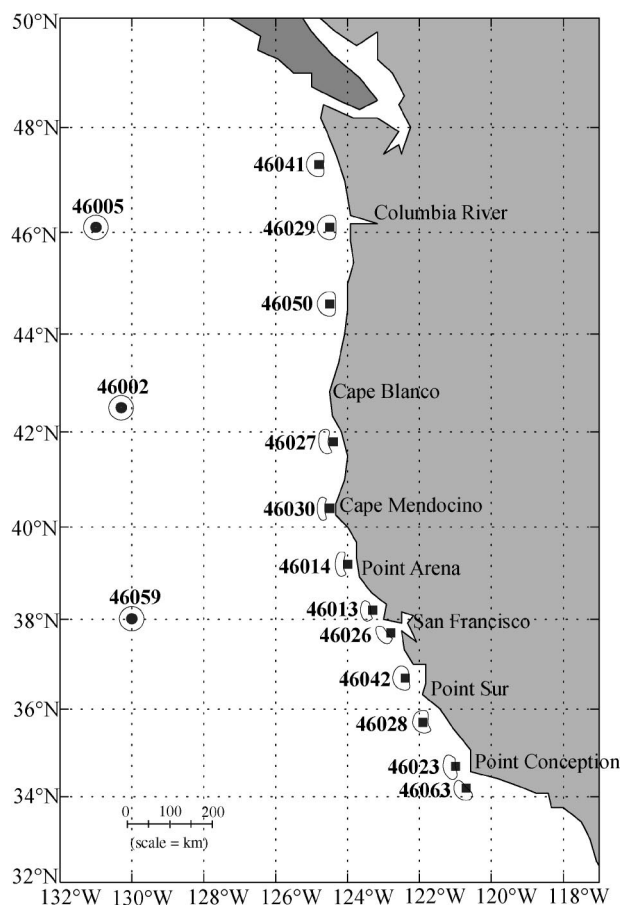 50°N
48°N
46041
46005
Columbia River
46029
46°N
46050
44°N
46002
Cape Blanco
42°N
46027
46030
Cape Mendocino
40°N
46014
Point Arena
46059
46013
38°N
San Francisco
46026
46042
Point Sur
36°N
46028
Point Conception
46023
46063
34°N
0 100 200
(scale = km)
32°N
132°W 130°W 128°W 126°W 124°W 122°W 120°W 118°W